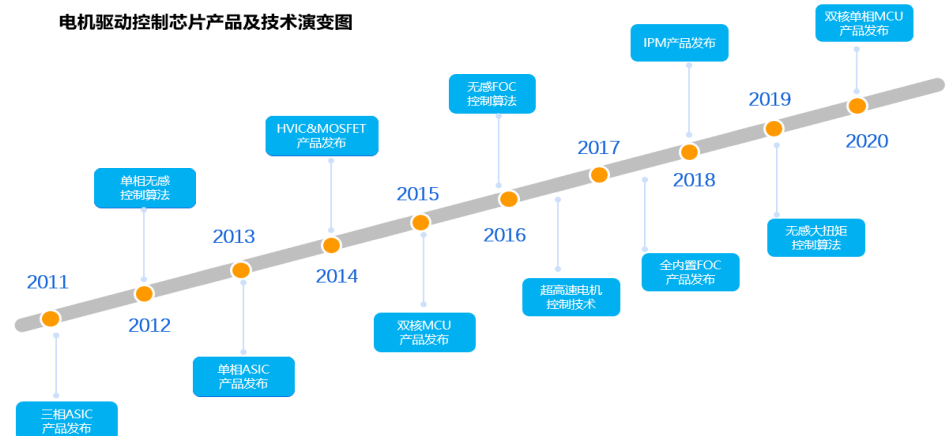 电机驱动控制芯片产品及技术演变图
双核单相MCU
产品发布
IPM产品发布
无感FOC
控制算法
HVIC&MOSFET
产品发布
单相无感
控制算法
2011
2012
2013
2014
2015
2016
2017
2018
2019
2020
三相ASIC
产品发布
单相ASIC
产品发布
双核MCU
产品发布
超高速电机
控制技术
全内置FOC
产品发布
无感大扭矩
控制算法